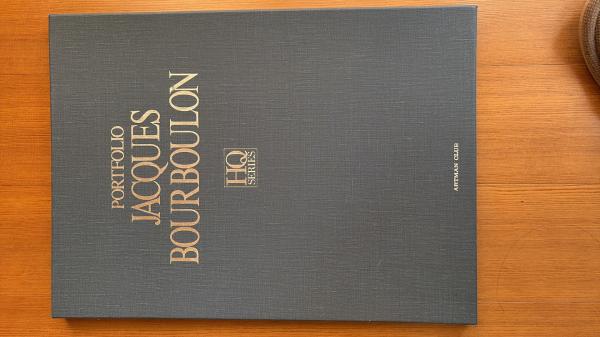 PORTFOLIO
JACQUES
BOURBOULON
HQ
SERIES
ARTMAN CLUB